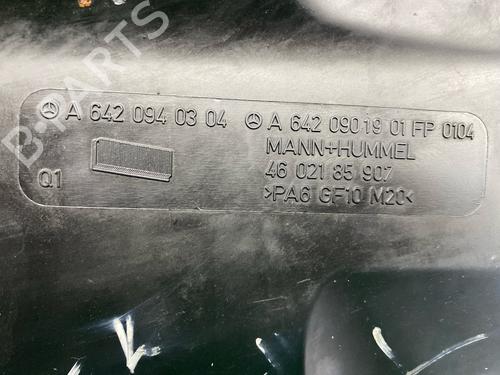 B-PARTS
A 642 094 03 04 A 642 090 19 01 FP 0104
MANN+HUMMEL
46 021 85 907
Q1 >PA6 GF10 M20<